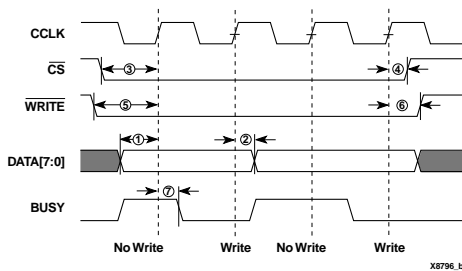 CCLK
CS
③ ④
WRITE
⑤ ⑥
① ②
DATA[7:0]
⑦
BUSY
No Write Write No Write Write